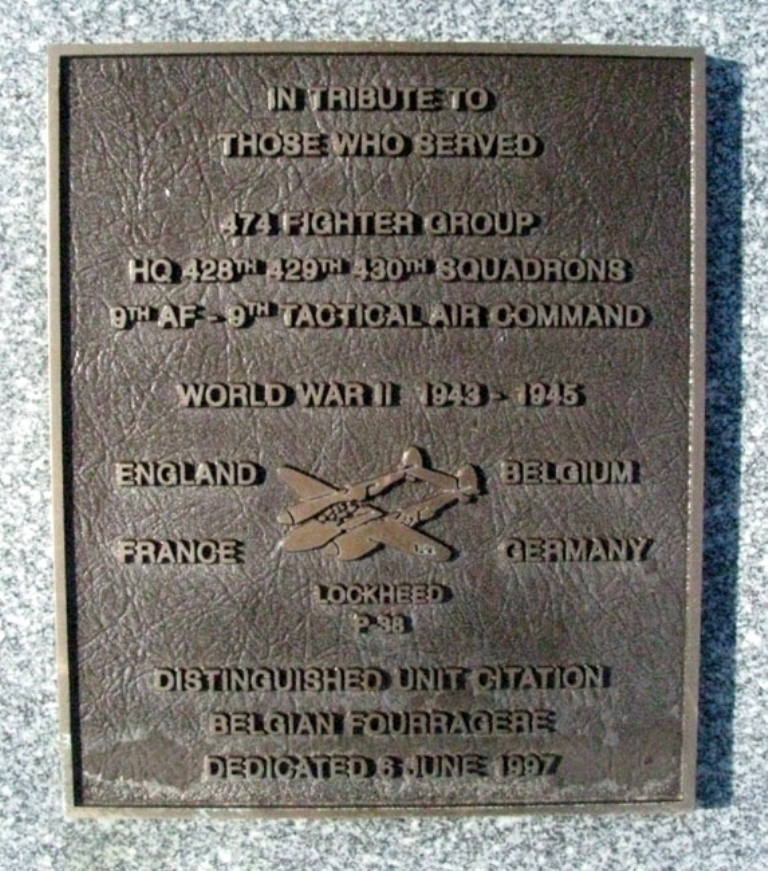 IN TRIBUTE TO
THOSE WHO SERVED
474 FIGHTER GROUP
HQ 428TH 429TH 430TH SQUADRONS
9TH AF - 9TH TACTICAL AIR COMMAND
WORLD WAR II 1943 - 1945
ENGLAND BELGIUM
FRANCE GERMANY
LOCKHEED
P-38
DISTINGUISHED UNIT CITATION
BELGIAN FOURRAGERE
DEDICATED 6 JUNE 1997